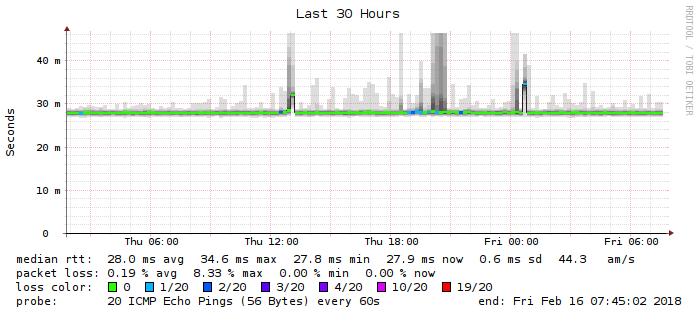 Last 30 Hours
RRDTOOL / TOBI OETIKER
Seconds
40 m
30 m
20 m
10 m
0
Thu 06:00 Thu 12:00 Thu 18:00 Fri 00:00 Fri 06:00
median rtt: 28.0 ms avg 34.6 ms max 27.8 ms min 27.9 ms now 0.6 ms sd 44.3 am/s
packet loss: 0.19 % avg 8.33 % max 0.00 % min 0.00 % now
loss color: 0 1/20 2/20 3/20 4/20 10/20 19/20
probe: 20 ICMP Echo Pings (56 Bytes) every 60s end: Fri Feb 16 07:45:02 2018